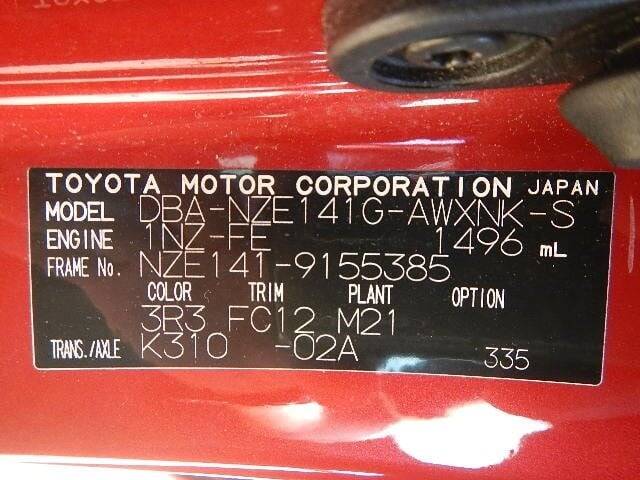 TOYOTA MOTOR CORPORATION JAPAN
MODEL DBA-NZE141G-AWXNK-S
ENGINE 1NZ-FE 1496 mL
FRAME No. NZE141-9155385
COLOR TRIM PLANT OPTION
3R3 FC12 M21
TRANS./AXLE K310 -02A 335